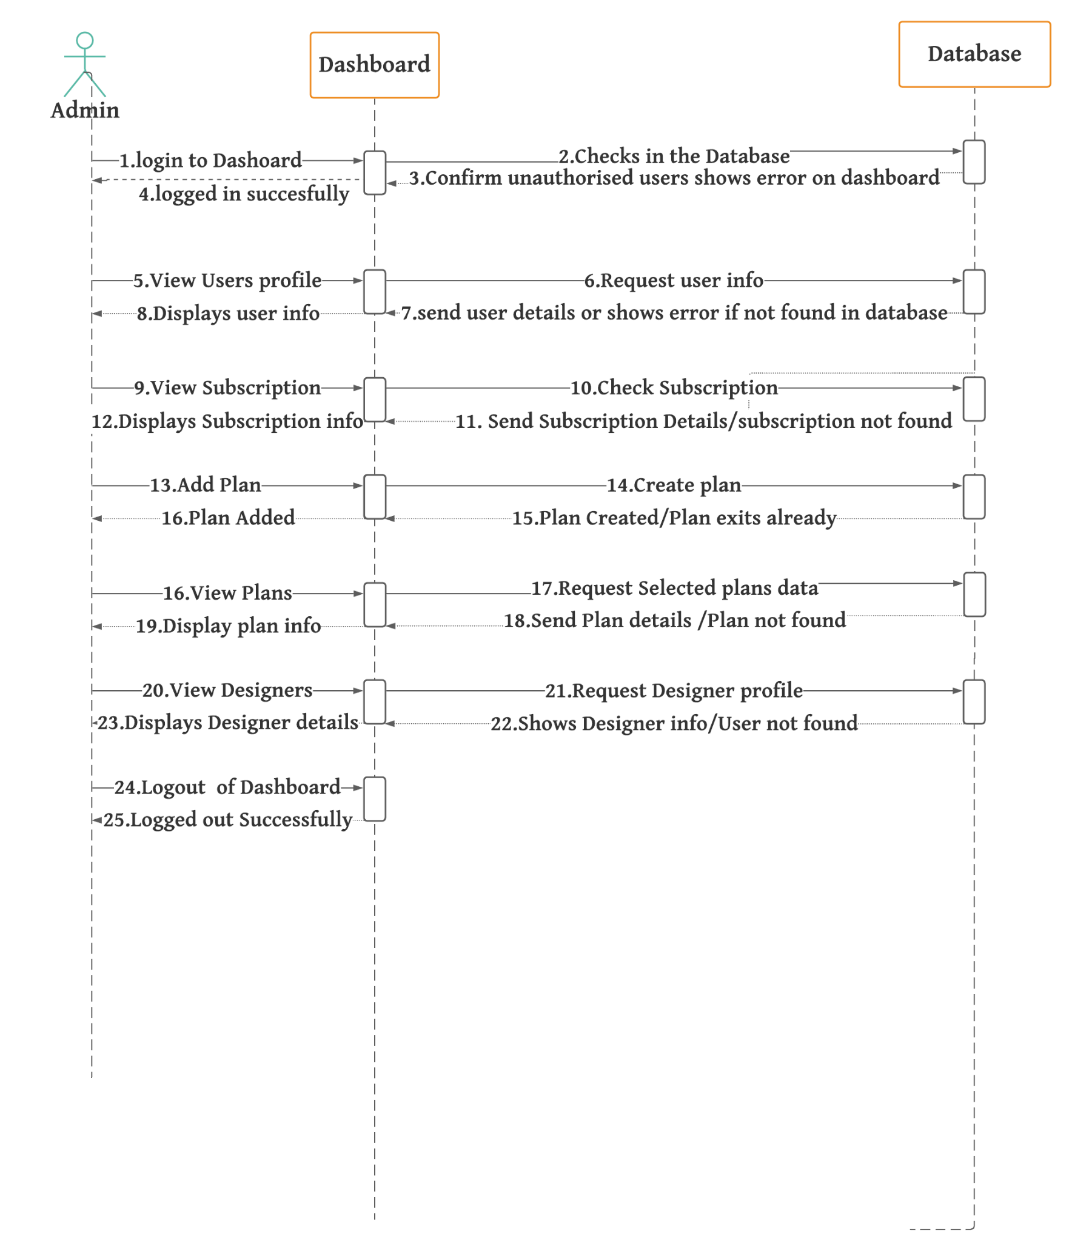 Admin
Dashboard
Database
1.login to Dashoard
2.Checks in the Database
3.Confirm unauthorised users shows error on dashboard
4.logged in succesfully
5.View Users profile
6.Request user info
7.send user details or shows error if not found in database
8.Displays user info
9.View Subscription
10.Check Subscription
11. Send Subscription Details/subscription not found
12.Displays Subscription info
13.Add Plan
14.Create plan
15.Plan Created/Plan exits already
16.Plan Added
16.View Plans
17.Request Selected plans data
18.Send Plan details /Plan not found
19.Display plan info
20.View Designers
21.Request Designer profile
22.Shows Designer info/User not found
23.Displays Designer details
24.Logout  of Dashboard
25.Logged out Successfully